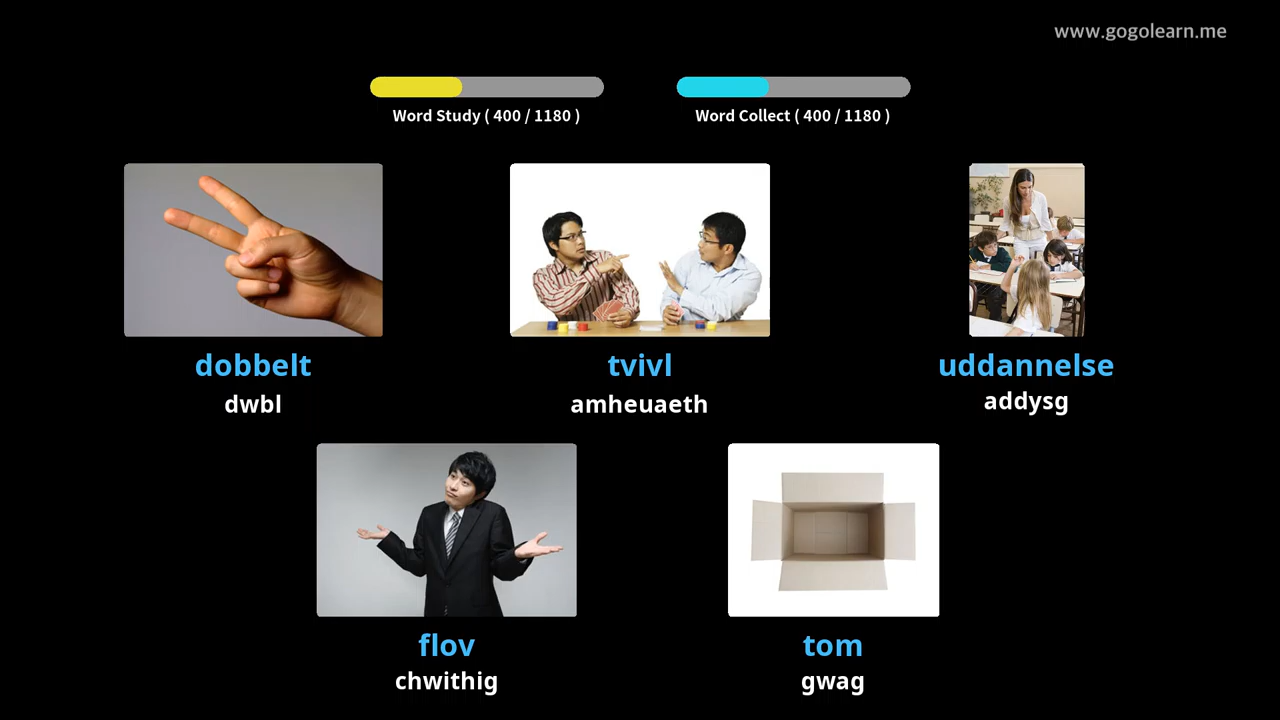 www.gogolearn.me
Word Study ( 400 / 1180 )
Word Collect ( 400 / 1180 )
dobbelt
dwbl
tvivl
amheuaeth
uddannelse
addysg
flov
chwithig
tom
gwag